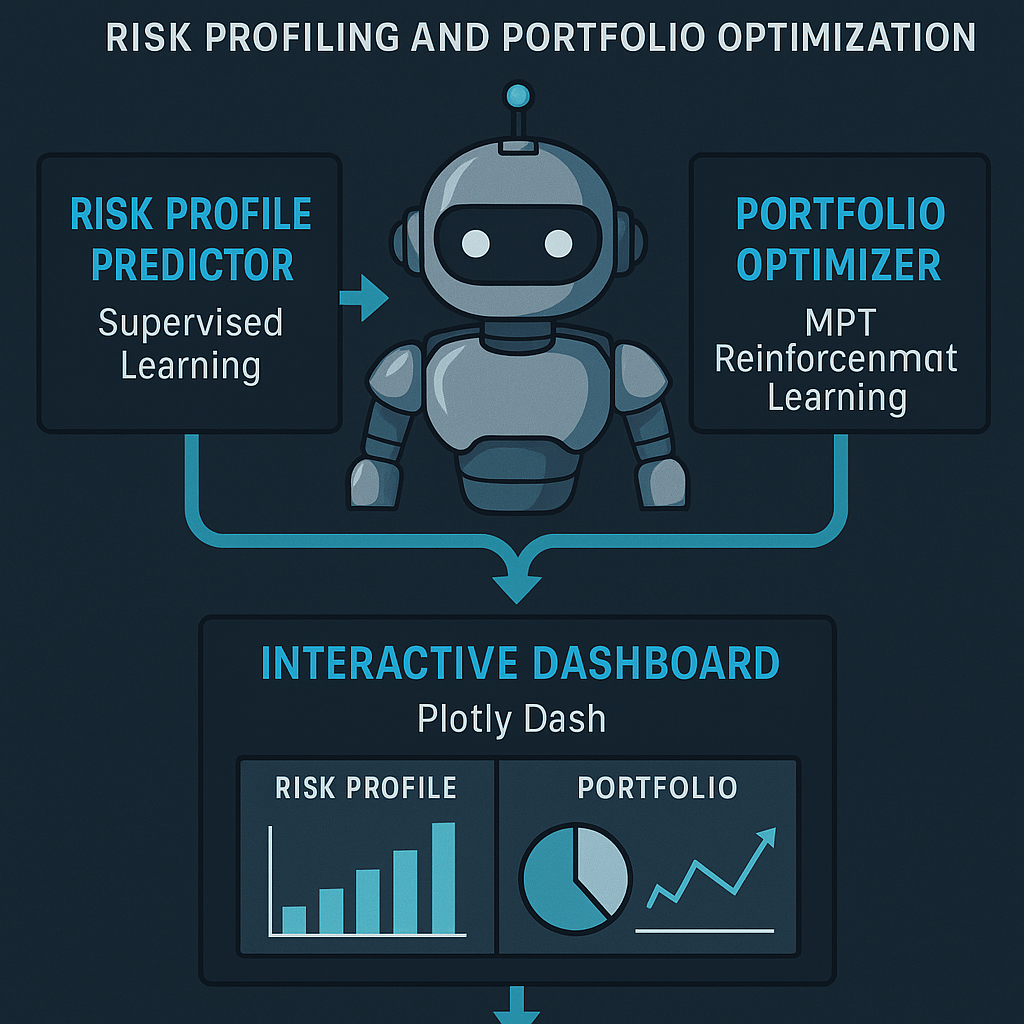 RISK PROFILING AND PORTFOLIO OPTIMIZATION
RISK PROFILE
PREDICTOR
Supervised
Learning
PORTFOLIO
OPTIMIZER
MPT
Reinforcenmat
Learning
INTERACTIVE DASHBOARD
Plotly Dash
RISK PROFILE
PORTFOLIO